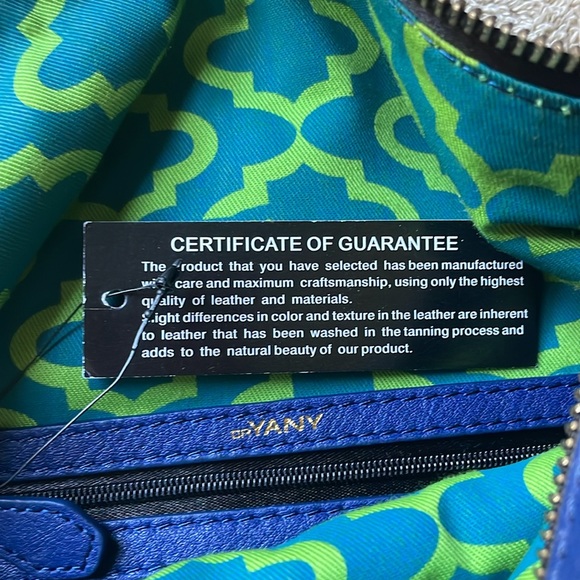 CERTIFICATE OF GUARANTEE
The product that you have selected has been manufactured
with care and maximum craftsmanship, using only the highest
quality of leather and materials.
Slight differences in color and texture in the leather are inherent
to leather that has been washed in the tanning process and
adds to the natural beauty of our product.
orYANY